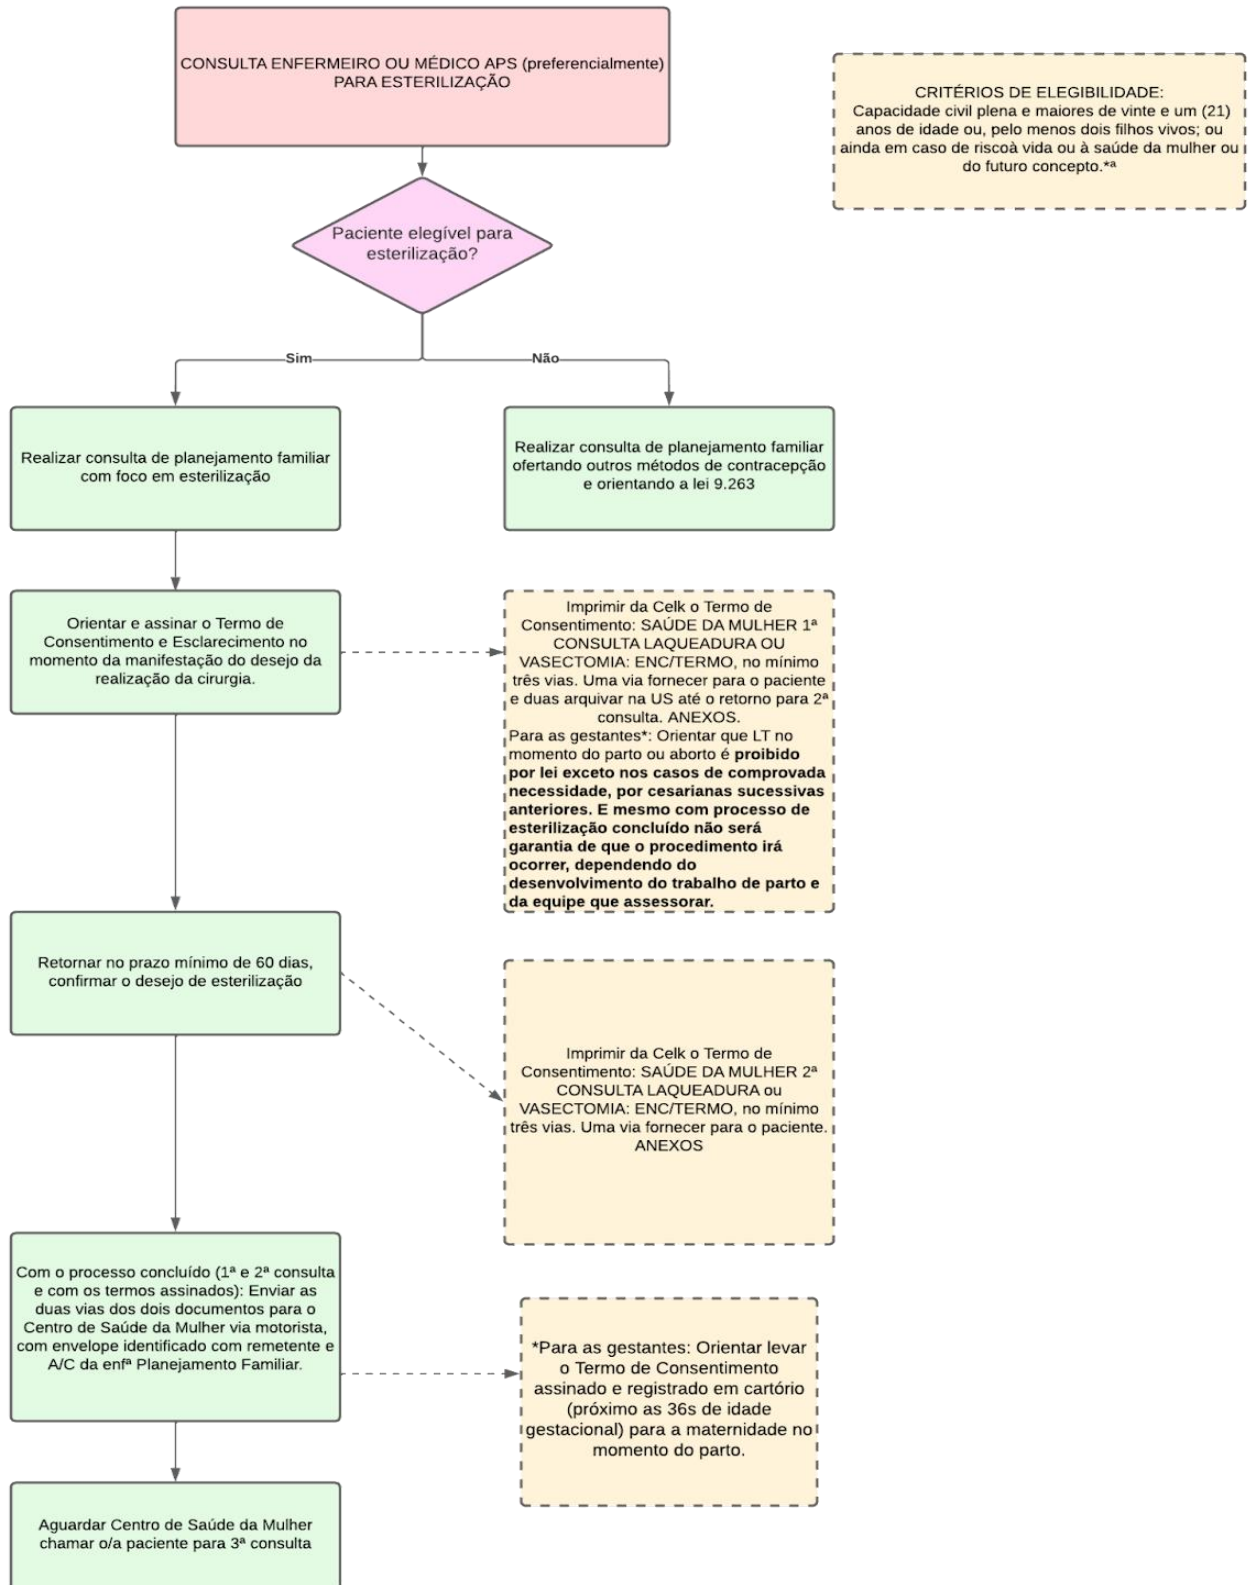 CONSULTA ENFERMEIRO OU MÉDICO APS (preferencialmente)
PARA ESTERILIZAÇÃO
CRITÉRIOS DE ELEGIBILIDADE:
Capacidade civil plena e maiores de vinte e um (21)
anos de idade ou, pelo menos dois filhos vivos; ou
ainda em caso de riscoà vida ou à saúde da mulher ou
do futuro concepto.*ª
Paciente elegível para
esterilização?
Sim
Não
Realizar consulta de planejamento familiar
com foco em esterilização
Realizar consulta de planejamento familiar
ofertando outros métodos de contracepção
e orientando a lei 9.263
Orientar e assinar o Termo de
Consentimento e Esclarecimento no
momento da manifestação do desejo da
realização da cirurgia.
Imprimir da Celk o Termo de
Consentimento: SAÚDE DA MULHER 1ª
CONSULTA LAQUEADURA OU
VASECTOMIA: ENC/TERMO, no mínimo
três vias. Uma via fornecer para o paciente
e duas arquivar na US até o retorno para 2ª
consulta. ANEXOS.
Para as gestantes*: Orientar que LT no
momento do parto ou aborto é proibido
por lei exceto nos casos de comprovada
necessidade, por cesarianas sucessivas
anteriores. E mesmo com processo de
esterilização concluído não será
garantia de que o procedimento irá
ocorrer, dependendo do
desenvolvimento do trabalho de parto e
da equipe que assessorar.
Retornar no prazo mínimo de 60 dias,
confirmar o desejo de esterilização
Imprimir da Celk o Termo de
Consentimento: SAÚDE DA MULHER 2ª
CONSULTA LAQUEADURA ou
VASECTOMIA: ENC/TERMO, no mínimo
três vias. Uma via fornecer para o paciente.
ANEXOS
Com o processo concluído (1ª e 2ª consulta
e com os termos assinados): Enviar as
duas vias dos dois documentos para o
Centro de Saúde da Mulher via motorista,
com envelope identificado com remetente e
A/C da enfª Planejamento Familiar.
*Para as gestantes: Orientar levar
o Termo de Consentimento
assinado e registrado em cartório
(próximo as 36s de idade
gestacional) para a maternidade no
momento do parto.
Aguardar Centro de Saúde da Mulher
chamar o/a paciente para 3ª consulta